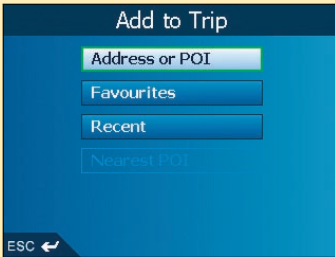 Add to Trip
Address or POI
Favourites
Recent
Nearest POI
ESC